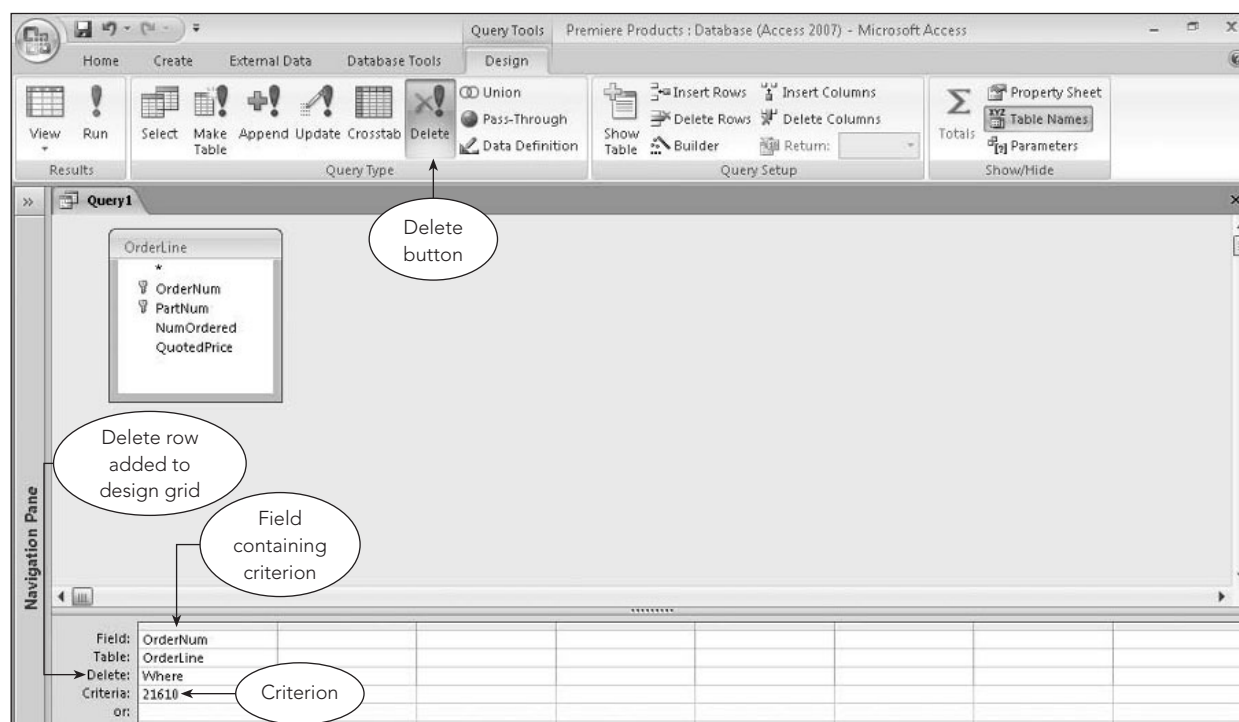 Query Tools Premiere Products : Database (Access 2007) - Microsoft Access
Home Create External Data Database Tools Design
View
Run
Results
Select
Make
Table
Append
Update
Crosstab
Delete
Union
Pass-Through
Data Definition
Query Type
Show
Table
Insert Rows
Delete Rows
Builder
Insert Columns
Delete Columns
Return:
Query Setup
Totals
Property Sheet
XYZ
Table Names
Parameters
Show/Hide
Query1
Delete
button
OrderLine
*
OrderNum
PartNum
NumOrdered
QuotedPrice
Delete row
added to
design grid
Field
containing
criterion
Navigation Pane
Field: OrderNum
Table: OrderLine
Delete: Where
Criteria: 21610
or:
Criterion